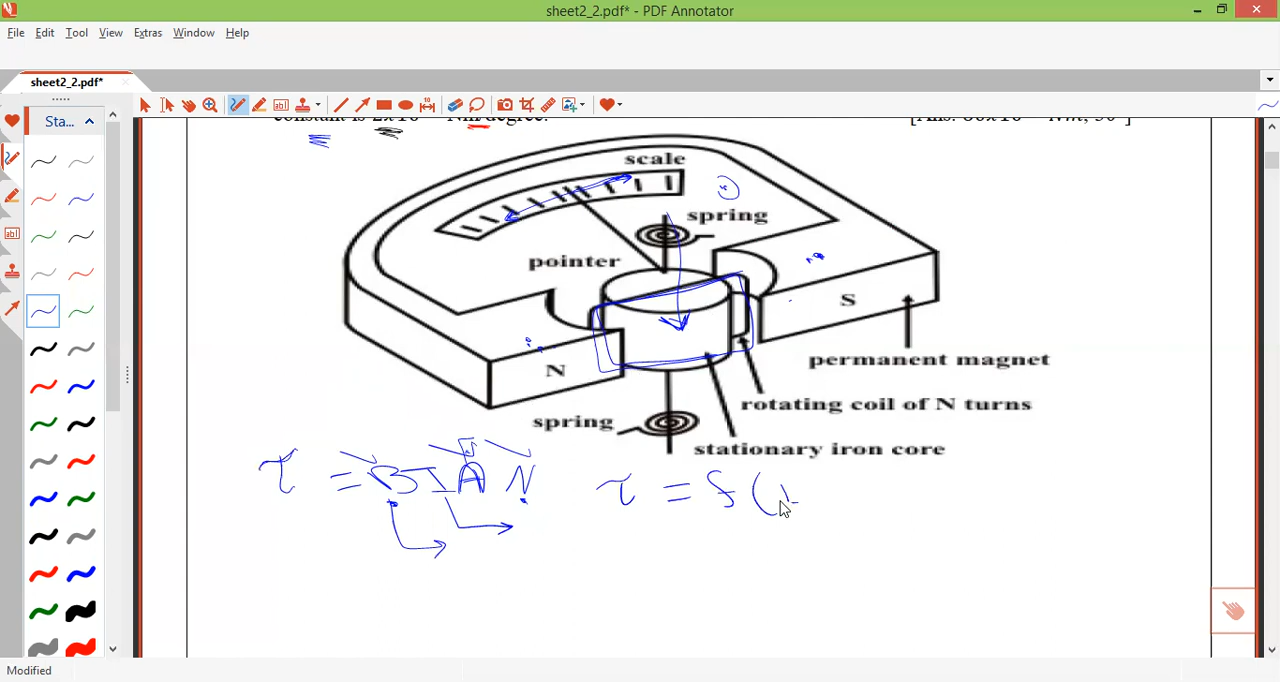 sheet2_2.pdf* - PDF Annotator
File Edit Tool View Extras Window Help
sheet2_2.pdf*
Sta...
scale
spring
pointer
S
N
permanent magnet
rotating coil of N turns
spring
stationary iron core
τ = BIAN τ = f(
Modified